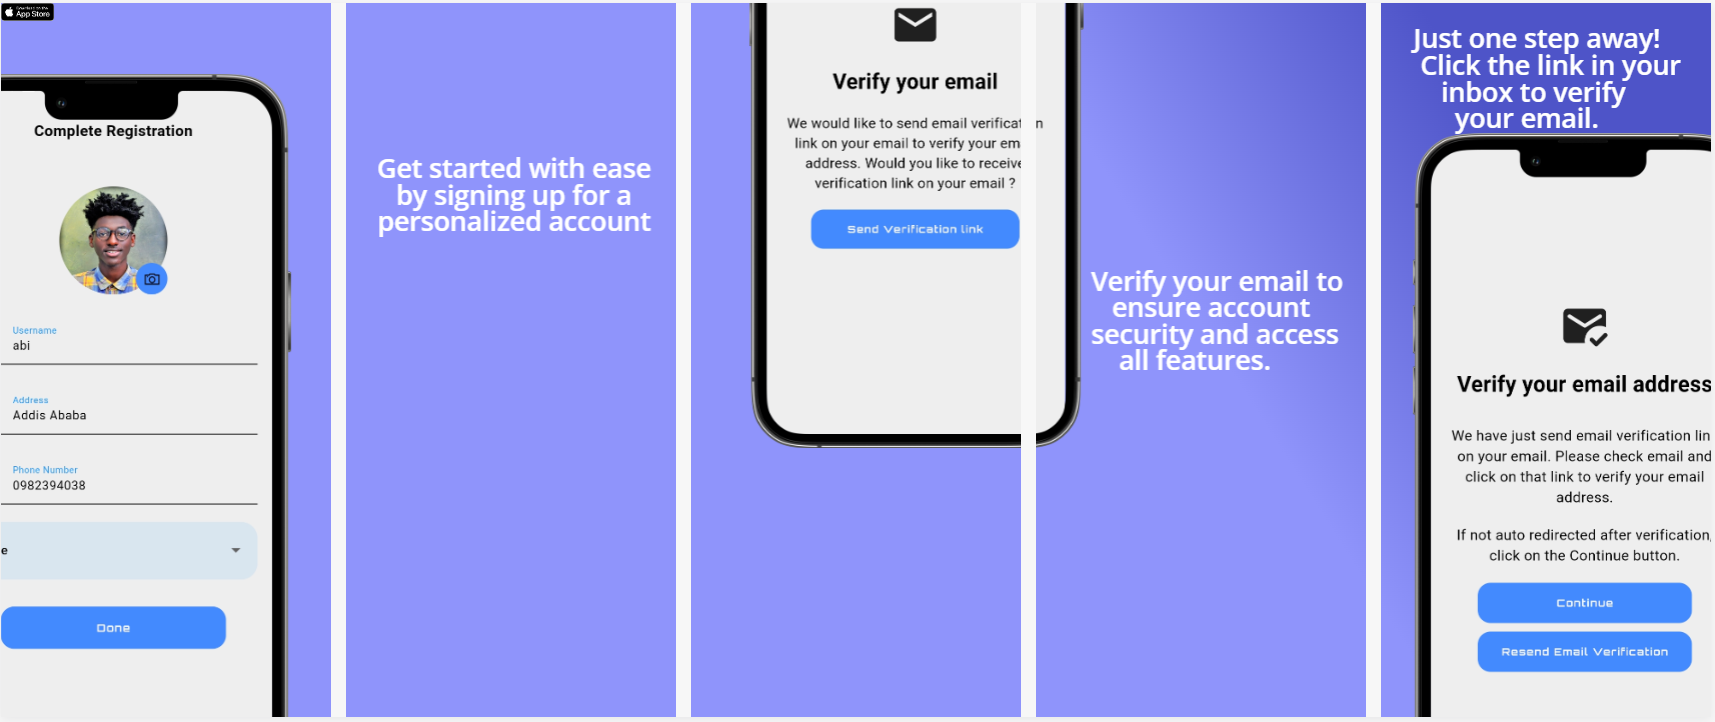 Download on the
App Store
Complete Registration
Username
abi
Address
Addis Ababa
Phone Number
0982394038
e
Done
Get started with ease
by signing up for a
personalized account
Verify your email
We would like to send email verification
link on your email to verify your em
address. Would you like to receive
verification link on your email ?
Send Verification link
Verify your email to
ensure account
security and access
all features.
Just one step away!
Click the link in your
inbox to verify
your email.
Verify your email address
We have just send email verification lin
on your email. Please check email and
click on that link to verify your email
address.
If not auto redirected after verification,
click on the Continue button.
Continue
Resend Email Verification